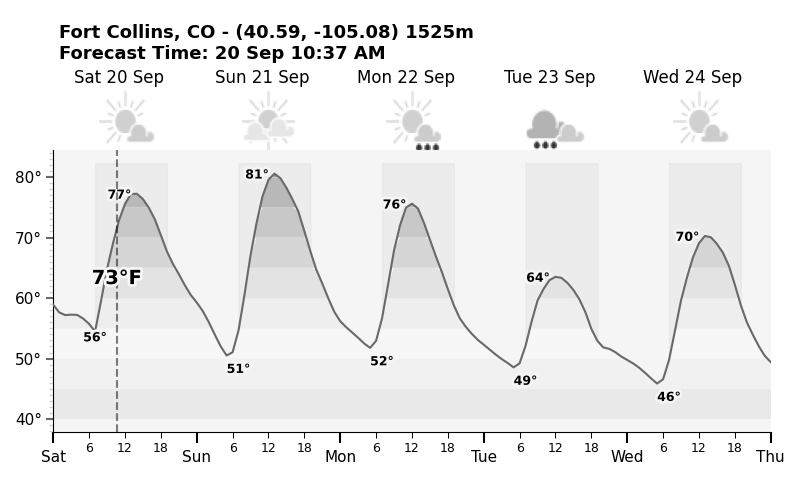 Fort Collins, CO - (40.59, -105.08) 1525m
Forecast Time: 20 Sep 10:37 AM
Sat 20 Sep Sun 21 Sep Mon 22 Sep Tue 23 Sep Wed 24 Sep
80° 77° 81° 76° 64° 70°
70°
73°F
60°
56° 51° 52° 49° 46°
50°
40°
6 12 18 6 12 18 6 12 18 6 12 18 6 12 18
Sat Sun Mon Tue Wed Thu